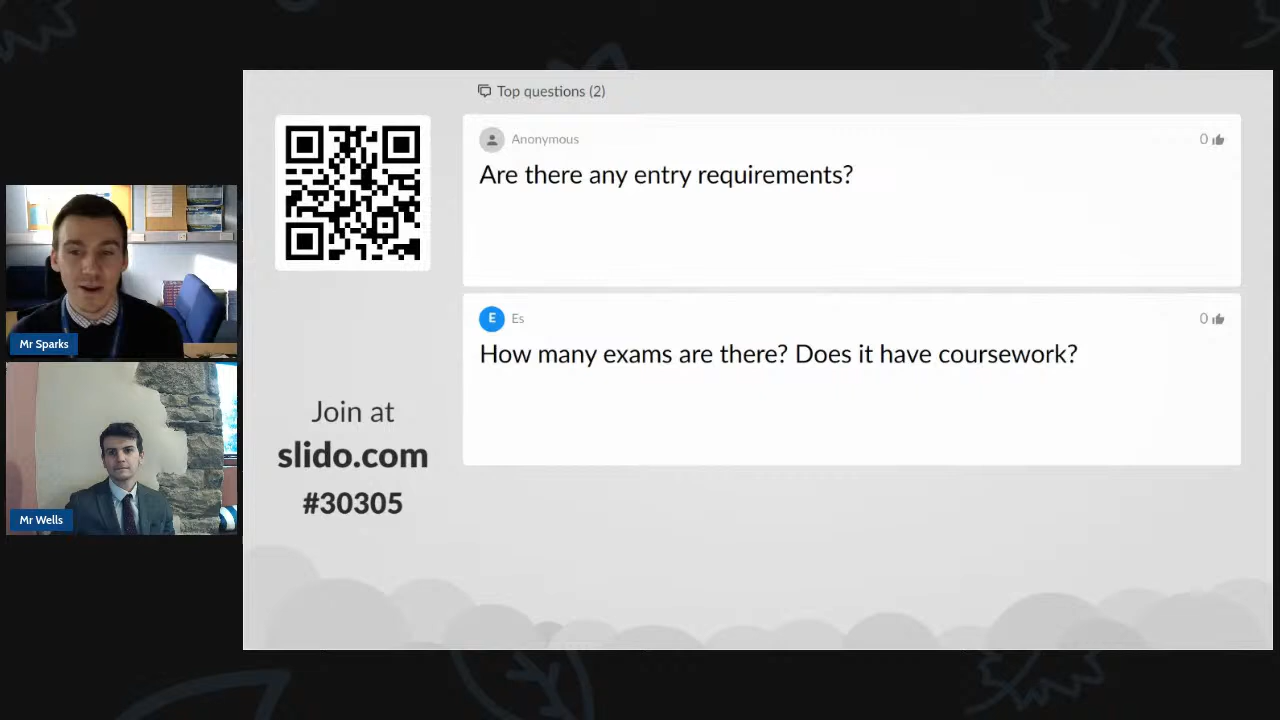 Top questions (2)
Anonymous
0
Are there any entry requirements?
E
Es
0
How many exams are there? Does it have coursework?
Join at
slido.com
#30305
Mr Sparks
Mr Wells